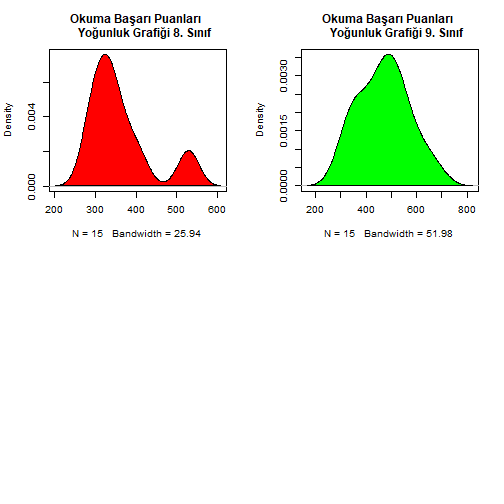 Okuma Başarı Puanları
Yoğunluk Grafiği 8. Sınıf
Density
0.000
0.004
200
300
400
500
600
N = 15   Bandwidth = 25.94
Okuma Başarı Puanları
Yoğunluk Grafiği 9. Sınıf
Density
0.0000
0.0015
0.0030
200
400
600
800
N = 15   Bandwidth = 51.98